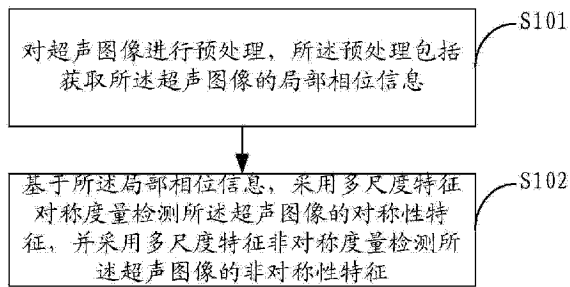 S101
对超声图像进行预处理，所述预处理包括
获取所述超声图像的局部相位信息
S102
基于所述局部相位信息，采用多尺度特征
对称度量检测所述超声图像的对称性特
征，并采用多尺度特征非对称度量检测所
述超声图像的非对称性特征